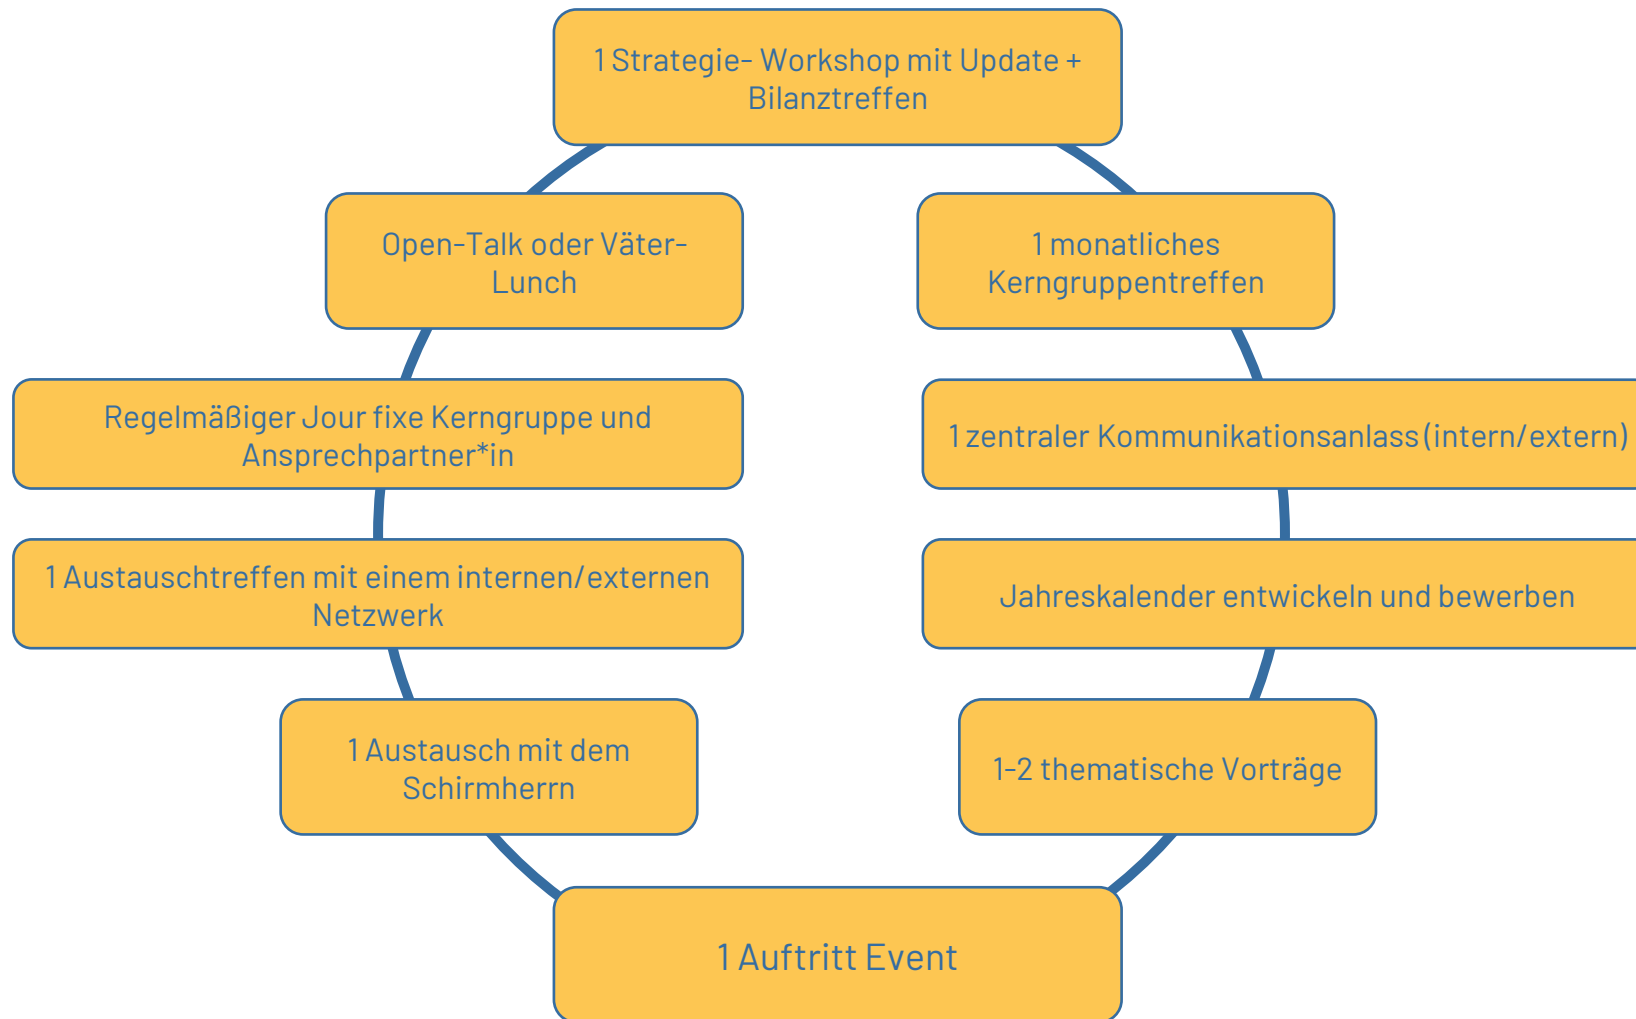 1 Strategie- Workshop mit Update +
Bilanztreffen
Open-Talk oder Väter-
Lunch
1 monatliches
Kerngruppentreffen
Regelmäßiger Jour fixe Kerngruppe und
Ansprechpartner*in
1 zentraler Kommunikationsanlass (intern/extern)
1 Austauschtreffen mit einem internen/externen
Netzwerk
Jahreskalender entwickeln und bewerben
1 Austausch mit dem
Schirmherrn
1-2 thematische Vorträge
1 Auftritt Event